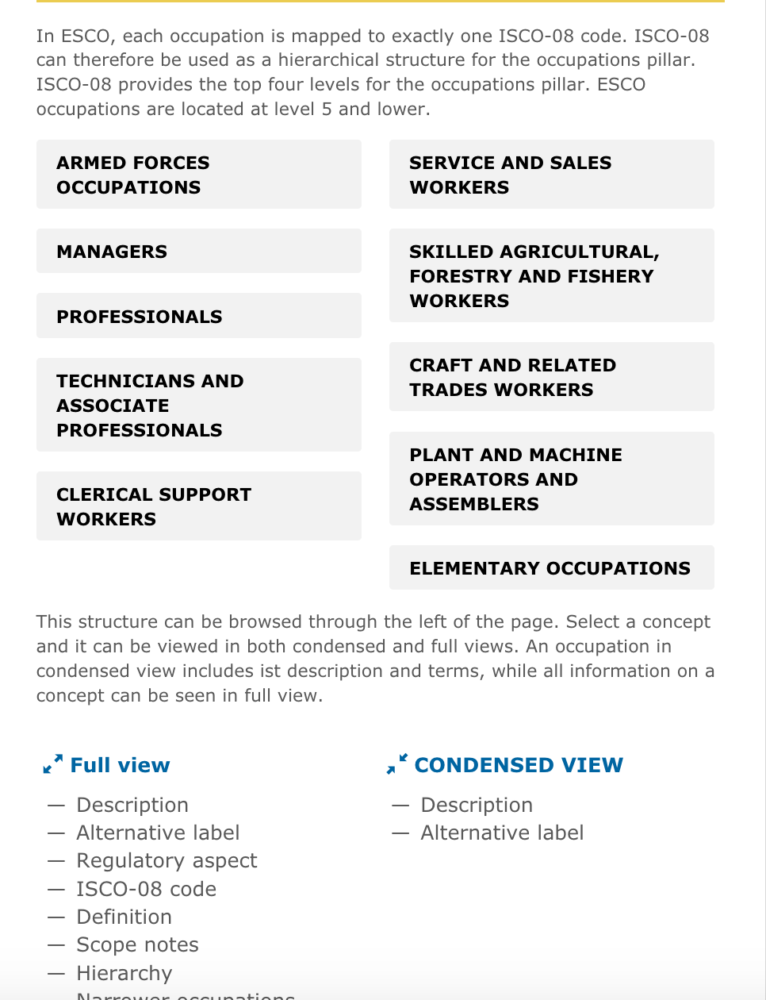 In ESCO, each occupation is mapped to exactly one ISCO-08 code. ISCO-08
can therefore be used as a hierarchical structure for the occupations pillar.
ISCO-08 provides the top four levels for the occupations pillar. ESCO
occupations are located at level 5 and lower.
ARMED FORCES
OCCUPATIONS
MANAGERS
PROFESSIONALS
TECHNICIANS AND
ASSOCIATE
PROFESSIONALS
CLERICAL SUPPORT
WORKERS
SERVICE AND SALES
WORKERS
SKILLED AGRICULTURAL,
FORESTRY AND FISHERY
WORKERS
CRAFT AND RELATED
TRADES WORKERS
PLANT AND MACHINE
OPERATORS AND
ASSEMBLERS
ELEMENTARY OCCUPATIONS
This structure can be browsed through the left of the page. Select a concept
and it can be viewed in both condensed and full views. An occupation in
condensed view includes ist description and terms, while all information on a
concept can be seen in full view.
Full view
— Description
— Alternative label
— Regulatory aspect
— ISCO-08 code
— Definition
— Scope notes
— Hierarchy
Narrower occupations
CONDENSED VIEW
— Description
— Alternative label